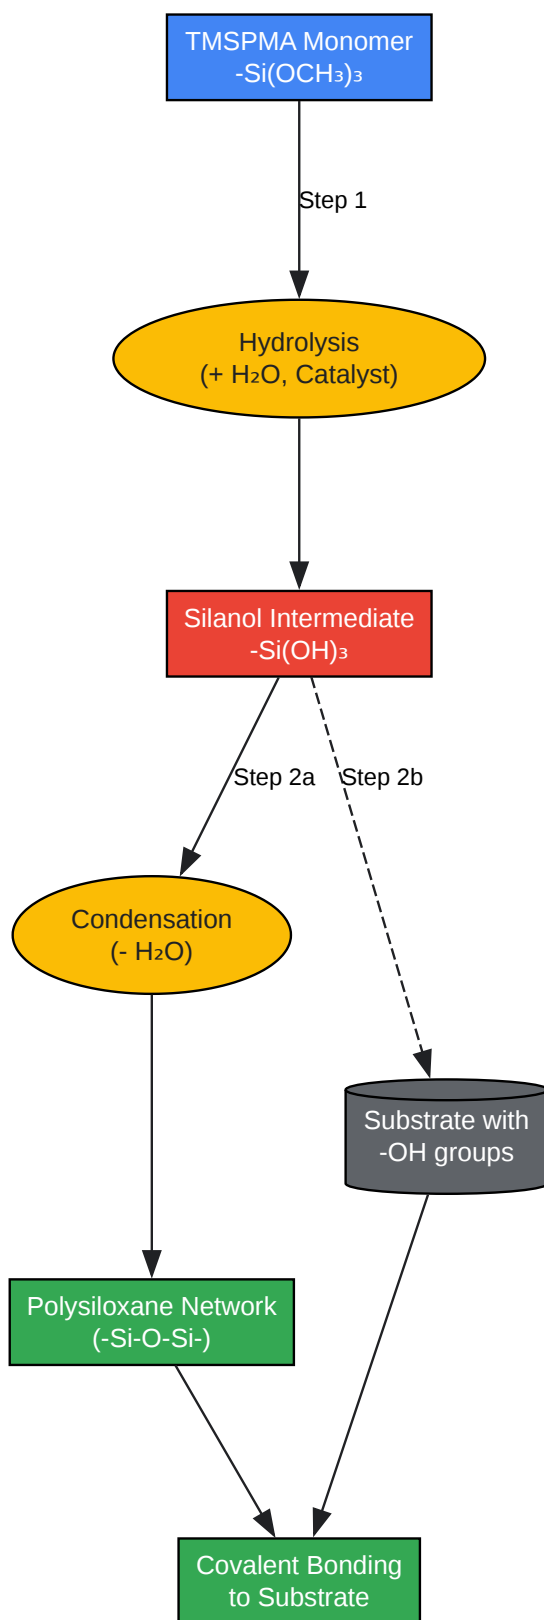 TMSPMA Monomer
-Si(OCH₃)₃
Step 1
Hydrolysis
(+ H₂O, Catalyst)
Silanol Intermediate
-Si(OH)₃
Step 2a
Step 2b
Condensation
(- H₂O)
Substrate with
-OH groups
Polysiloxane Network
(-Si-O-Si-)
Covalent Bonding
to Substrate